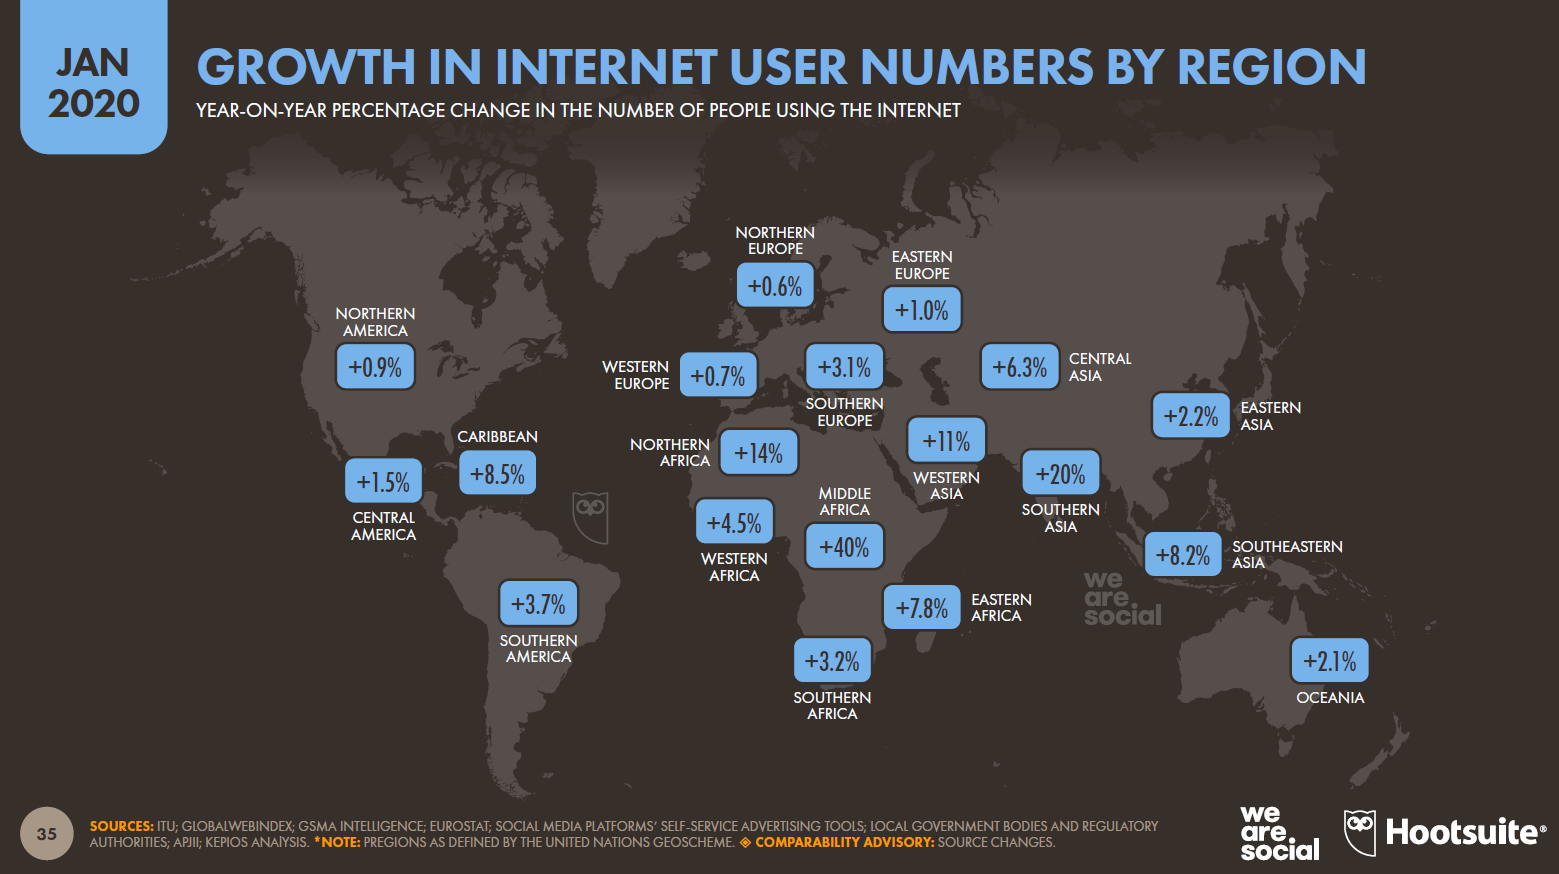 JAN
2020
GROWTH IN INTERNET USER NUMBERS BY REGION
YEAR-ON-YEAR PERCENTAGE CHANGE IN THE NUMBER OF PEOPLE USING THE INTERNET
NORTHERN
EUROPE
+0.6%
EASTERN
EUROPE
+1.0%
NORTHERN
AMERICA
+0.9%
WESTERN
EUROPE
+0.7%
+3.1%
SOUTHERN
EUROPE
+6.3%
CENTRAL
ASIA
+2.2%
EASTERN
ASIA
CARIBBEAN
+8.5%
+1.5%
CENTRAL
AMERICA
NORTHERN
AFRICA
+14%
+11%
WESTERN
ASIA
+20%
SOUTHERN
ASIA
MIDDLE
AFRICA
+40%
+4.5%
WESTERN
AFRICA
+8.2%
SOUTHEASTERN
ASIA
we
are
social
+3.7%
SOUTHERN
AMERICA
+7.8%
EASTERN
AFRICA
+3.2%
SOUTHERN
AFRICA
+2.1%
OCEANIA
35
SOURCES: ITU; GLOBALWEBINDEX; GSMA INTELLIGENCE; EUROSTAT; SOCIAL MEDIA PLATFORMS' SELF-SERVICE ADVERTISING TOOLS; LOCAL GOVERNMENT BODIES AND REGULATORY
AUTHORITIES; APJII; KEPIOS ANALYSIS. *NOTE: PREGIONS AS DEFINED BY THE UNITED NATIONS GEOSCHEME. ◈ COMPARABILITY ADVISORY: SOURCE CHANGES.
we
are
social
Hootsuite®